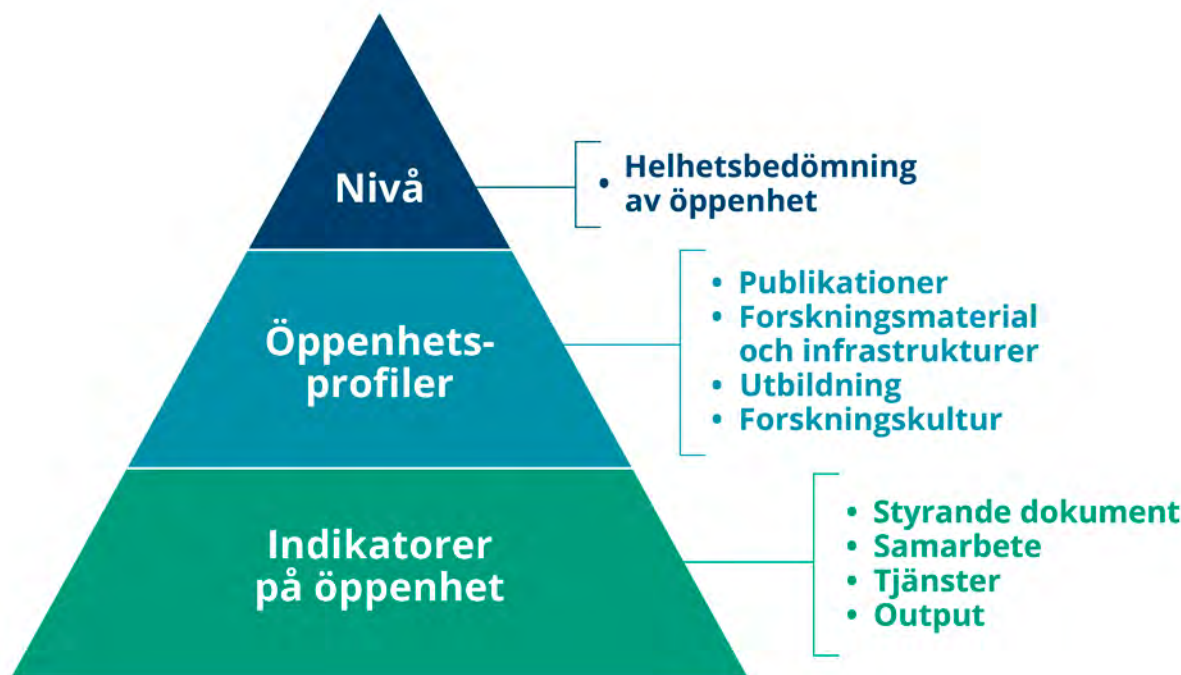 Nivå
• Helhetsbedömning
av öppenhet
Öppenhets-
profiler
• Publikationer
• Forskningsmaterial
och infrastrukturer
• Utbildning
• Forskningskultur
Indikatorer
på öppenhet
• Styrande dokument
• Samarbete
• Tjänster
• Output